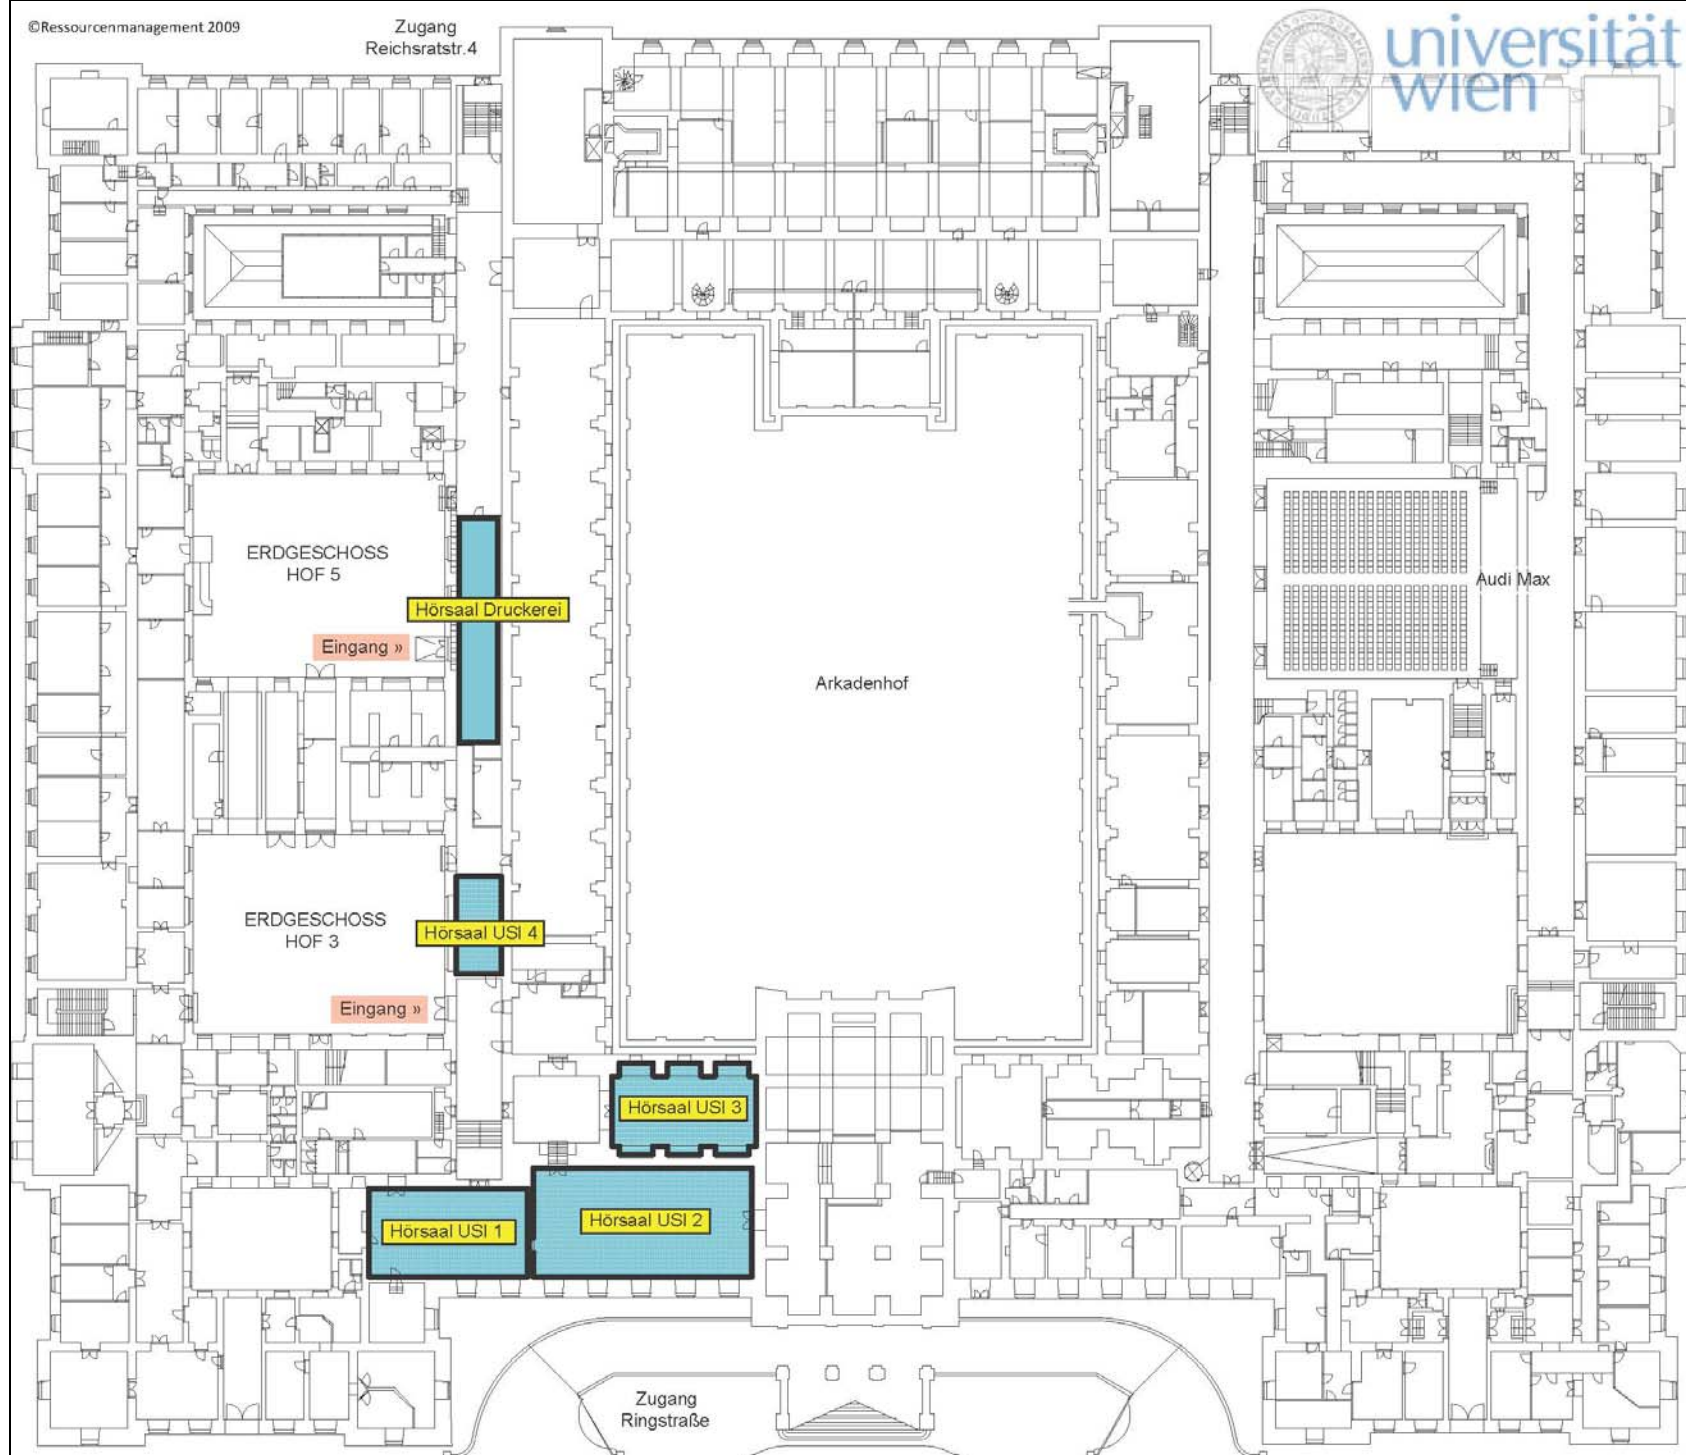 ©Ressourcenmanagement 2009
Zugang
Reichsratstr.4
universität
wien
ERDGESCHOSS
HOF 5
Hörsaal Druckerei
Eingang »
Audi Max
Arkadenhof
ERDGESCHOSS
HOF 3
Hörsaal USI 4
Eingang »
Hörsaal USI 3
Hörsaal USI 2
Hörsaal USI 1
Zugang
Ringstraße